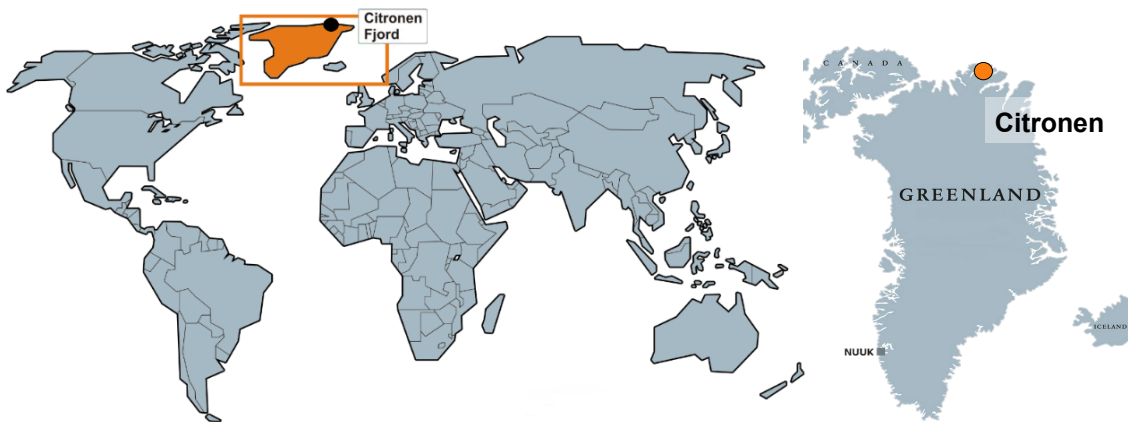 Citronen
Fjord
CANADA
Citronen
GREENLAND
ICELAND
NUUK